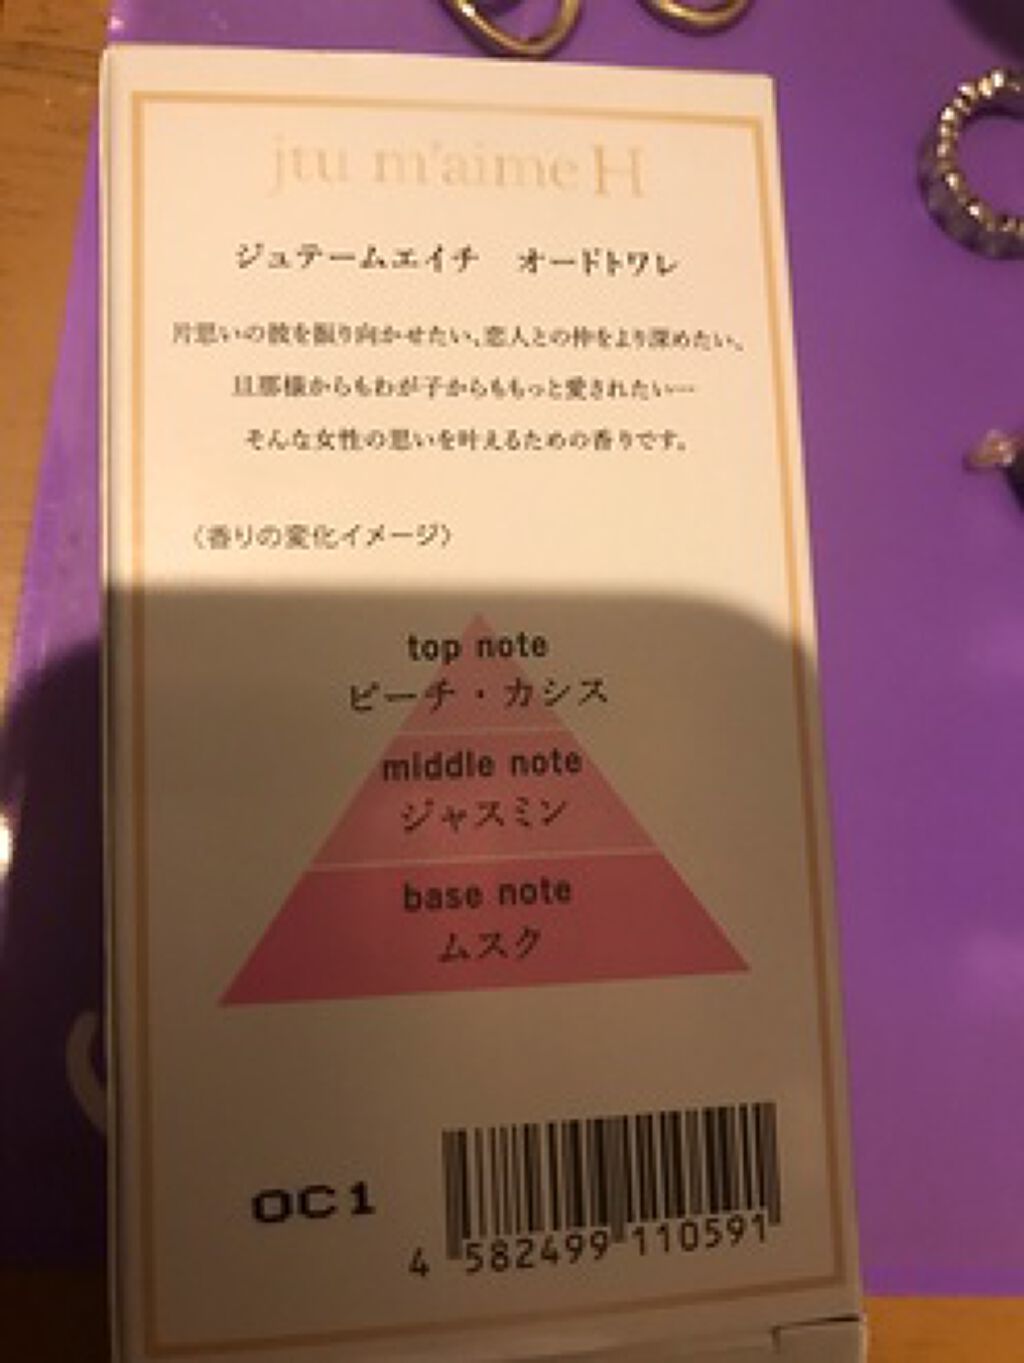 jtu m'aime H
ジュテームエイチ　オードトワレ
片思いの彼を振り向かせたい、恋人との仲をより深めたい、
旦那様からもわが子からももっと愛されたい…
そんな女性の思いを叶えるための香りです。
〈香りの変化イメージ〉
top note
ピーチ・カシス
middle note
ジャスミン
base note
ムスク
OC1
4 582499 110591